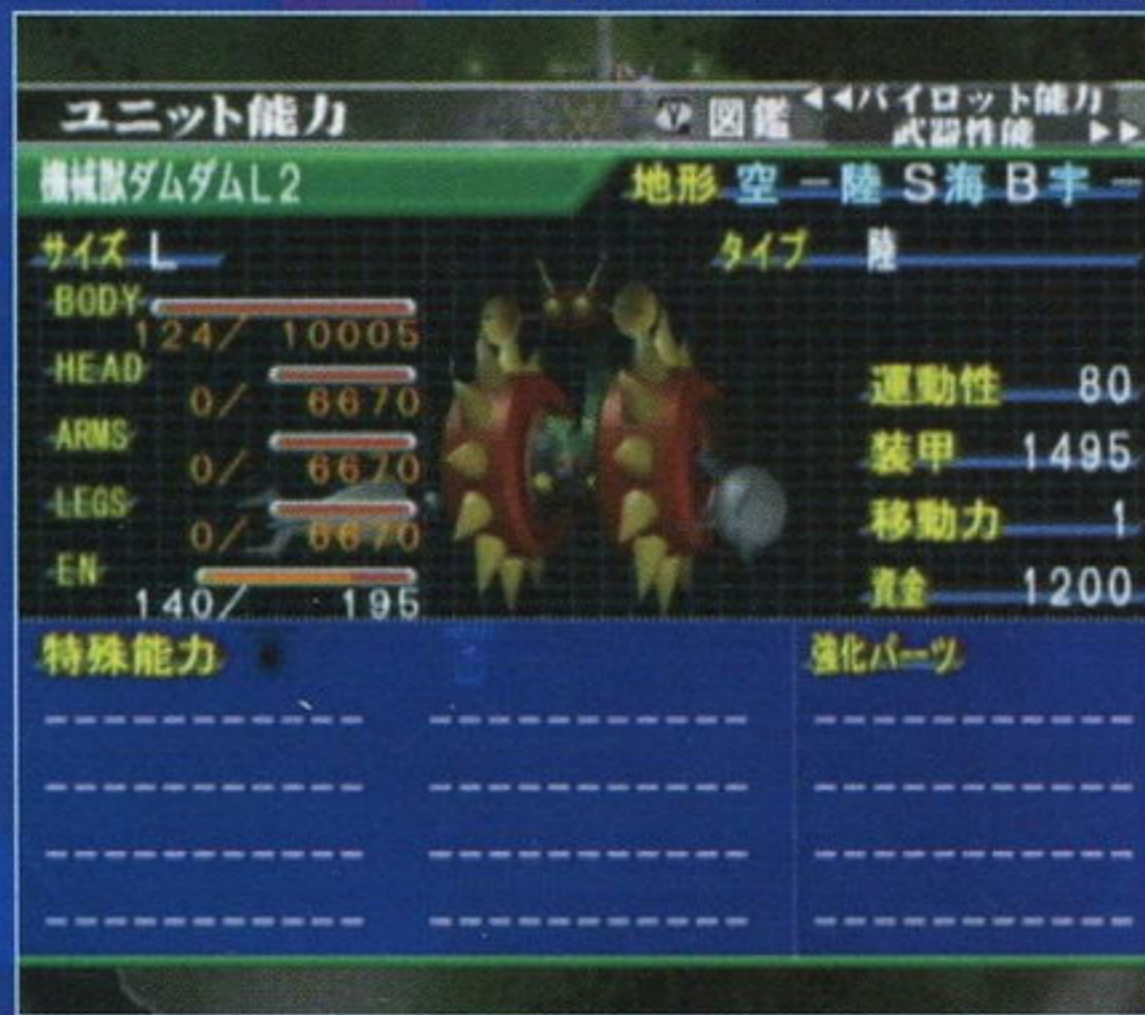 ユニット能力 Y 図鑑 ◀◀パイロット能力
武器性能 ▶▶
機械獣ダムダムL2 地形 空 － 陸 S 海 B 宇 －
サイズ L タイプ 陸
BODY
124/ 10005
HEAD
0/ 6670
運動性 80
ARMS
0/ 6670
装甲 1495
LEGS
0/ 6670
移動力 1
EN
140/ 195
資金 1200
特殊能力 強化パーツ
------------ ------------ ------------
------------ ------------ ------------
------------ ------------ ------------
------------ ------------ ------------